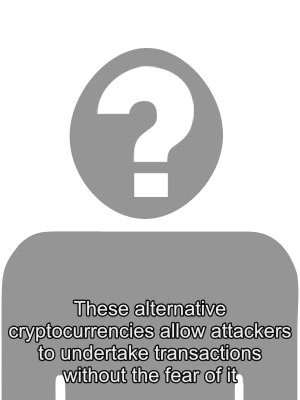 ?
These alternative
cryptocurrencies allow attackers
to undertake transactions
without the fear of it